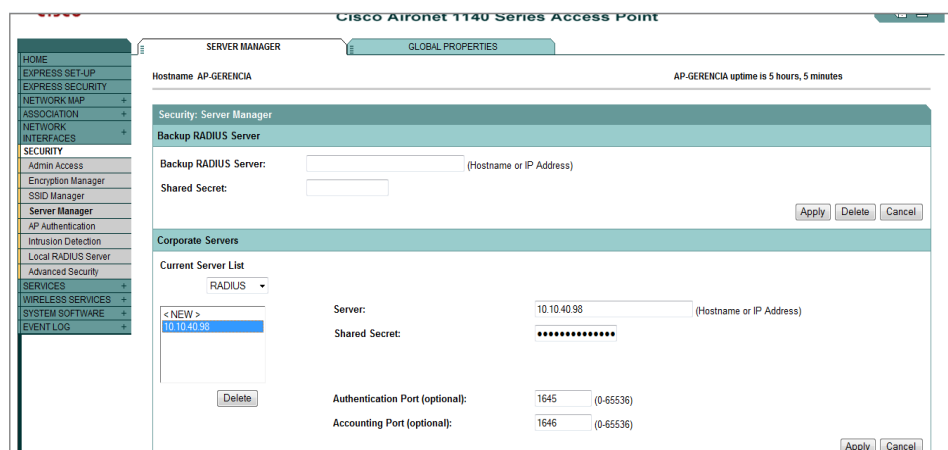 Cisco Aironet 1140 Series Access Point
SERVER MANAGER
GLOBAL PROPERTIES
HOME
EXPRESS SET-UP
EXPRESS SECURITY
NETWORK MAP +
ASSOCIATION +
NETWORK
INTERFACES +
SECURITY
Admin Access
Encryption Manager
SSID Manager
Server Manager
AP Authentication
Intrusion Detection
Local RADIUS Server
Advanced Security
SERVICES +
WIRELESS SERVICES +
SYSTEM SOFTWARE +
EVENT LOG +
Hostname AP-GERENCIA
AP-GERENCIA uptime is 5 hours, 5 minutes
Security: Server Manager
Backup RADIUS Server
Backup RADIUS Server: (Hostname or IP Address)
Shared Secret:
Apply Delete Cancel
Corporate Servers
Current Server List
RADIUS
< NEW >
10.10.40.98
Delete
Server: 10.10.40.98 (Hostname or IP Address)
Shared Secret: ••••••••••••••
Authentication Port (optional): 1645 (0-65536)
Accounting Port (optional): 1646 (0-65536)
Apply Cancel